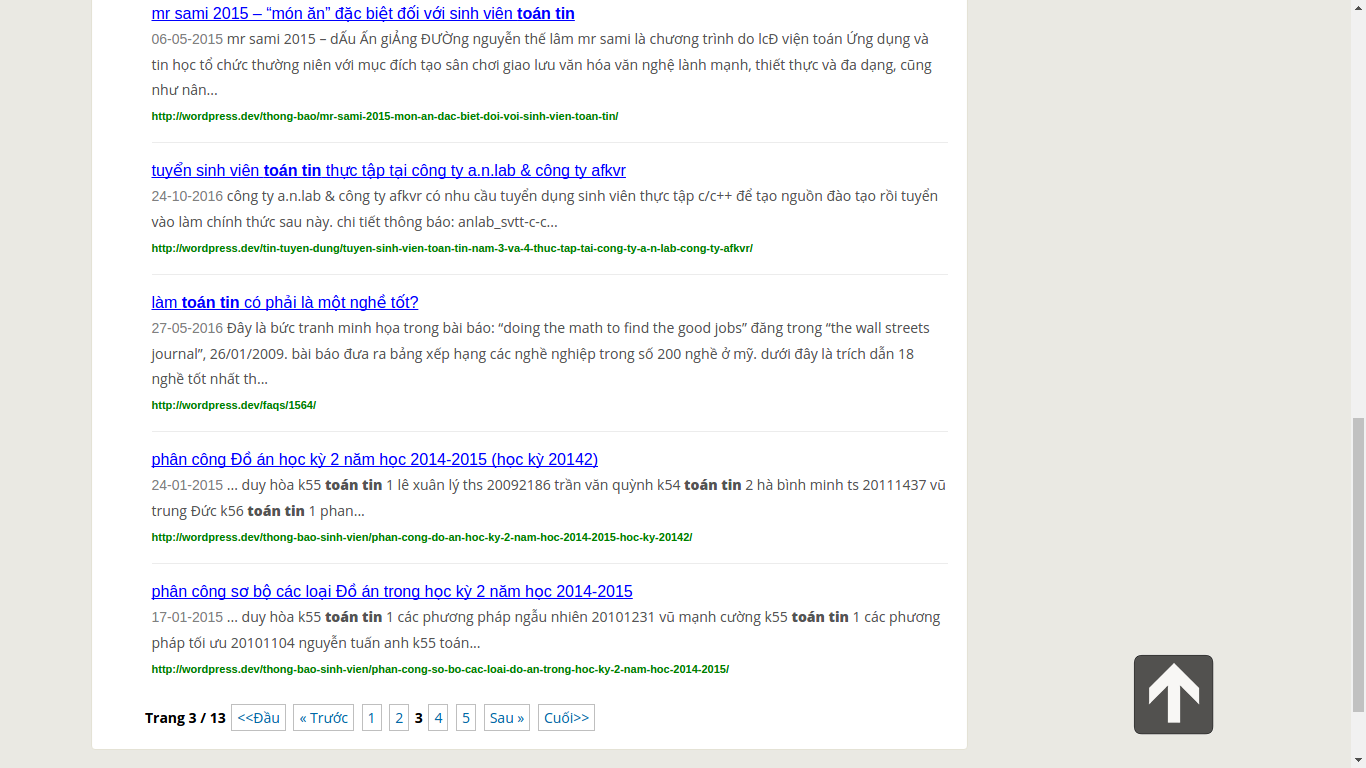 mr sami 2015 – “món ăn” đặc biệt đối với sinh viên toán tin
06-05-2015 mr sami 2015 – dẤu Ấn giẢng ĐƯỜng nguyễn thế lâm mr sami là chương trình do lcĐ viện toán Ứng dụng và
tin học tổ chức thường niên với mục đích tạo sân chơi giao lưu văn hóa văn nghệ lành mạnh, thiết thực và đa dạng, cũng
như nân...
http://wordpress.dev/thong-bao/mr-sami-2015-mon-an-dac-biet-doi-voi-sinh-vien-toan-tin/
tuyển sinh viên toán tin thực tập tại công ty a.n.lab & công ty afkvr
24-10-2016 công ty a.n.lab & công ty afkvr có nhu cầu tuyển dụng sinh viên thực tập c/c++ để tạo nguồn đào tạo rồi tuyển
vào làm chính thức sau này. chi tiết thông báo: anlab_svtt-c-c...
http://wordpress.dev/tin-tuyen-dung/tuyen-sinh-vien-toan-tin-nam-3-va-4-thuc-tap-tai-cong-ty-a-n-lab-cong-ty-afkvr/
làm toán tin có phải là một nghề tốt?
27-05-2016 Đây là bức tranh minh họa trong bài báo: “doing the math to find the good jobs” đăng trong “the wall streets
journal”, 26/01/2009. bài báo đưa ra bảng xếp hạng các nghề nghiệp trong số 200 nghề ở mỹ. dưới đây là trích dẫn 18
nghề tốt nhất th...
http://wordpress.dev/faqs/1564/
phân công Đồ án học kỳ 2 năm học 2014-2015 (học kỳ 20142)
24-01-2015 ... duy hòa k55 toán tin 1 lê xuân lý ths 20092186 trần văn quỳnh k54 toán tin 2 hà bình minh ts 20111437 vũ
trung Đức k56 toán tin 1 phan...
http://wordpress.dev/thong-bao-sinh-vien/phan-cong-do-an-hoc-ky-2-nam-hoc-2014-2015-hoc-ky-20142/
phân công sơ bộ các loại Đồ án trong học kỳ 2 năm học 2014-2015
17-01-2015 ... duy hòa k55 toán tin 1 các phương pháp ngẫu nhiên 20101231 vũ mạnh cường k55 toán tin 1 các phương
pháp tối ưu 20101104 nguyễn tuấn anh k55 toán...
http://wordpress.dev/thong-bao-sinh-vien/phan-cong-so-bo-cac-loai-do-an-trong-hoc-ky-2-nam-hoc-2014-2015/
Trang 3 / 13 <<Đầu « Trước 1 2 3 4 5 Sau » Cuối>>